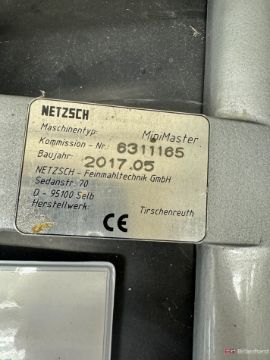 NETZSCH
Maschinentyp: MiniMaster
Kommission - Nr.: 6311165
Baujahr: 2017.05
NETZSCH - Feinmahltechnik GmbH
Sedanstr. 70
D - 95100 Selb
Herstellwerk: Tirschenreuth
CE